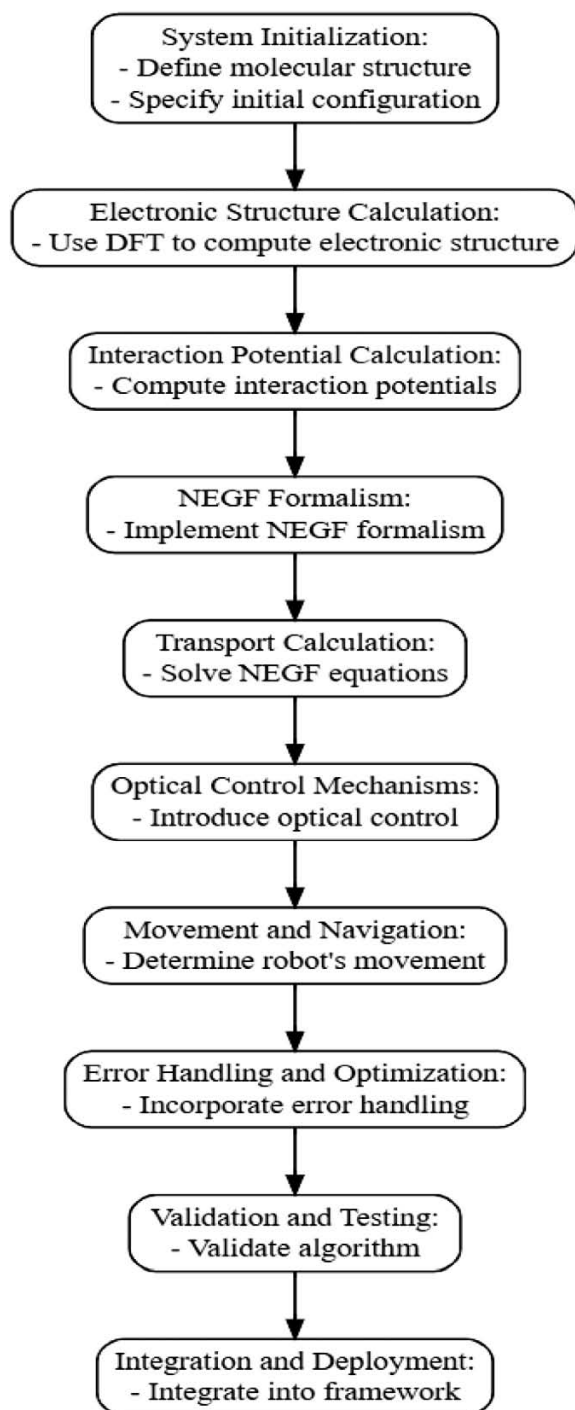 System Initialization:
- Define molecular structure
- Specify initial configuration
Electronic Structure Calculation:
- Use DFT to compute electronic structure
Interaction Potential Calculation:
- Compute interaction potentials
NEGF Formalism:
- Implement NEGF formalism
Transport Calculation:
- Solve NEGF equations
Optical Control Mechanisms:
- Introduce optical control
Movement and Navigation:
- Determine robot's movement
Error Handling and Optimization:
- Incorporate error handling
Validation and Testing:
- Validate algorithm
Integration and Deployment:
- Integrate into framework